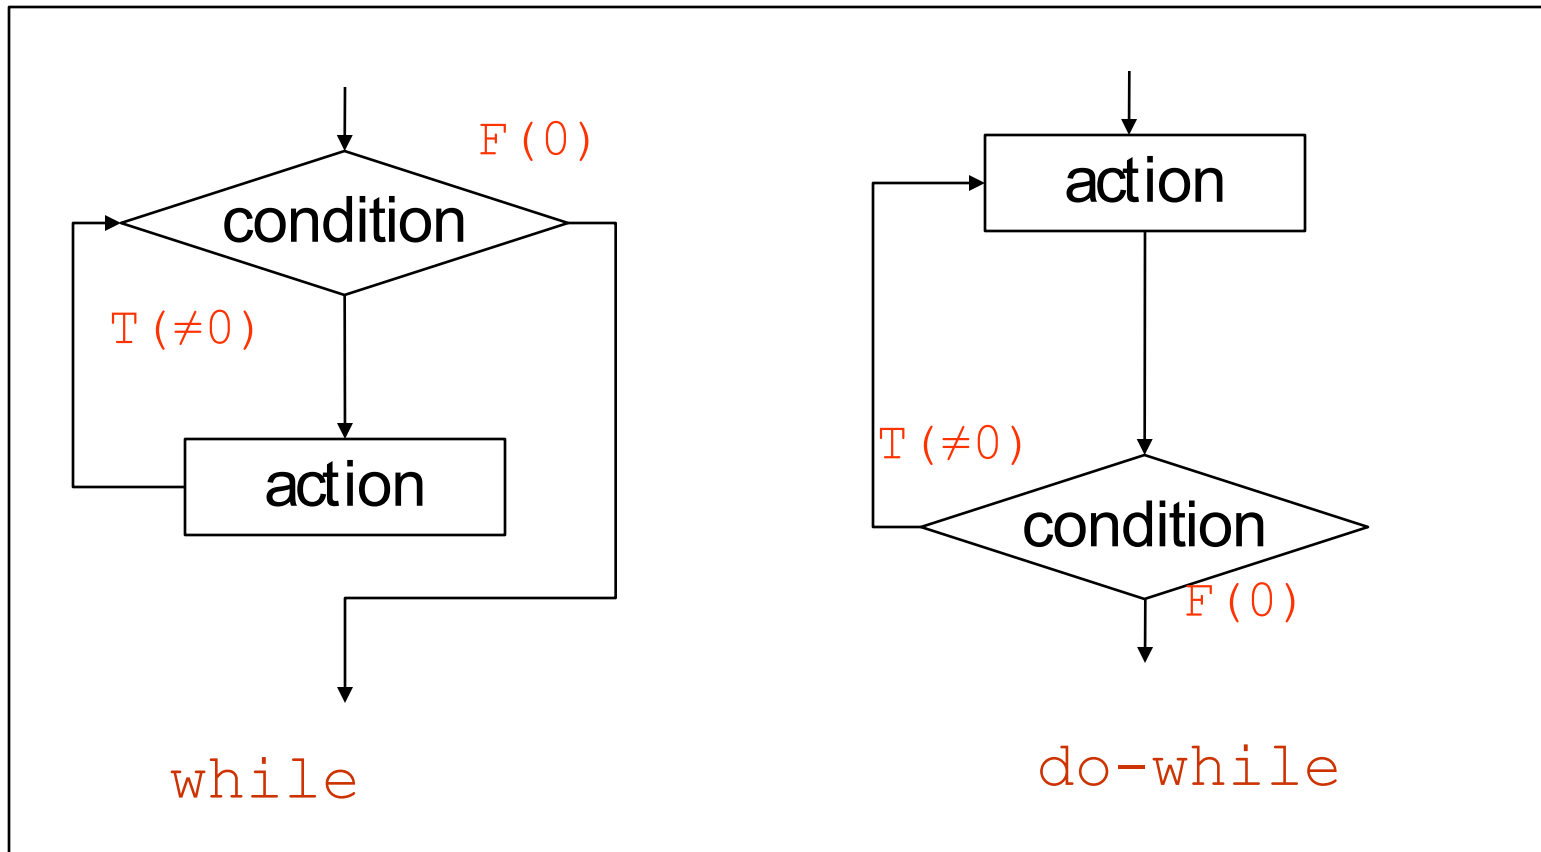 F(0)
condition
T(≠0)
action
while
action
T(≠0)
condition
F(0)
do-while